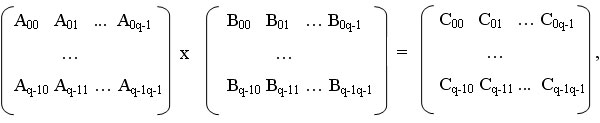 A00 A01 ... A0q-1 B00 B01 ... B0q-1 C00 C01 ... C0q-1
... x ... = ... ,
Aq-10 Aq-11 ... Aq-1q-1 Bq-10 Bq-11 ... Bq-1q-1 Cq-10 Cq-11 ... Cq-1q-1